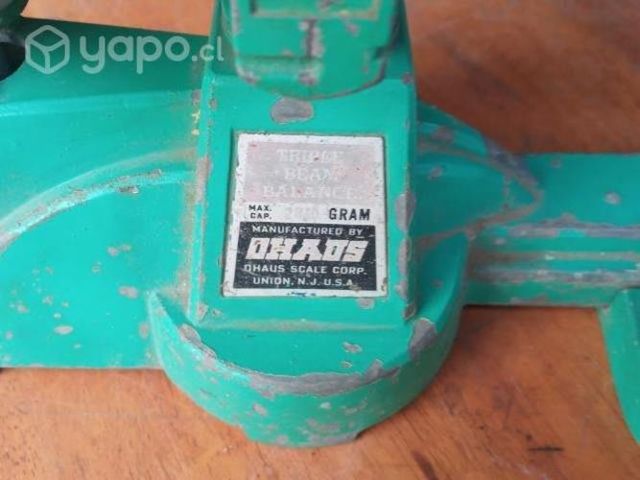 yapo.cl
TRIPLE
BEAM
BALANCE
MAX.
CAP.
GRAM
MANUFACTURED BY
OHAUS
OHAUS SCALE CORP.
UNION, N.J. U.S.A.